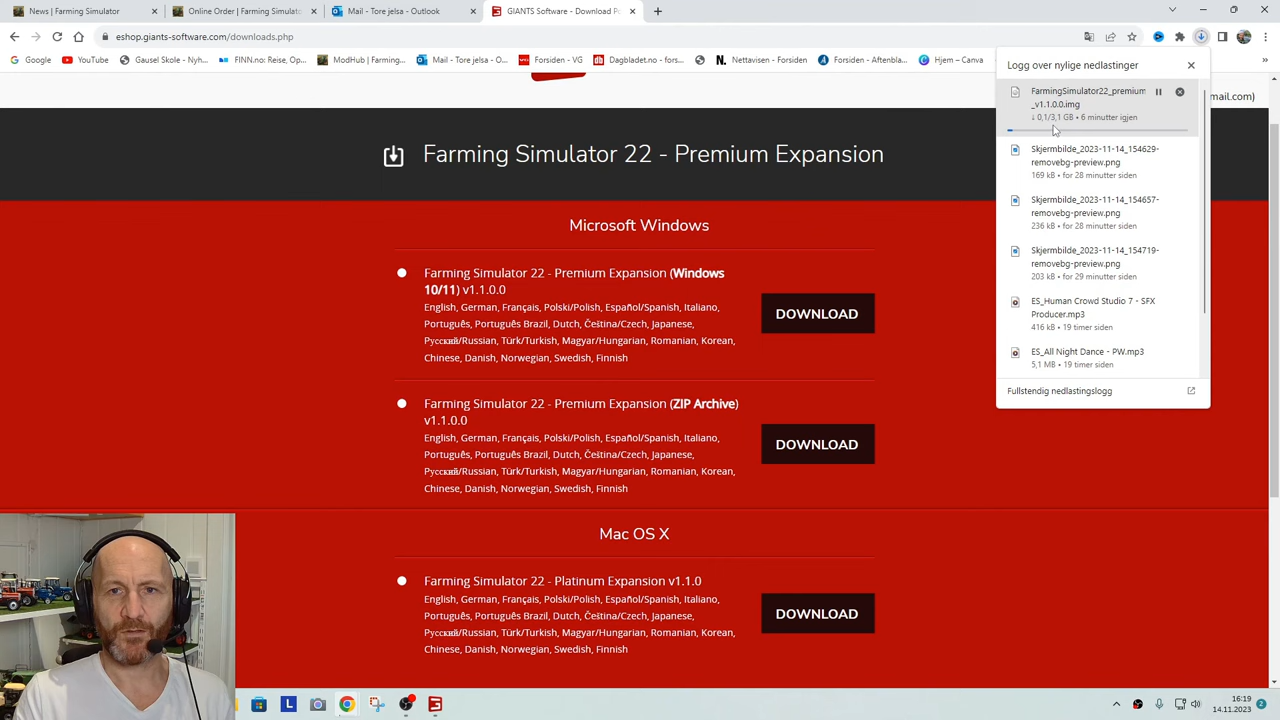 News | Farming Simulator
Online Order | Farming Simulato
Mail - Tore jelsa - Outlook
GIANTS Software - Download Po
eshop.giants-software.com/downloads.php
Google
YouTube
Gausel Skole - Nyh...
FINN.no: Reise, Op...
ModHub | Farming...
Mail - Tore jelsa - O...
Forsiden - VG
Dagbladet.no - fors...
Nettavisen - Forsiden
Forsiden - Aftenbla...
Hjem – Canva
»
Logg over nylige nedlastinger
FarmingSimulator22_premium
_v1.1.0.0.img
↓ 0,1/3,1 GB • 6 minutter igjen
Skjermbilde_2023-11-14_154629-
removebg-preview.png
169 kB • for 28 minutter siden
Skjermbilde_2023-11-14_154657-
removebg-preview.png
236 kB • for 28 minutter siden
Skjermbilde_2023-11-14_154719-
removebg-preview.png
203 kB • for 29 minutter siden
ES_Human Crowd Studio 7 - SFX
Producer.mp3
416 kB • 19 timer siden
ES_All Night Dance - PW.mp3
5,1 MB • 19 timer siden
Fullstendig nedlastingslogg
mail.com)
Farming Simulator 22 - Premium Expansion
Microsoft Windows
Farming Simulator 22 - Premium Expansion (Windows
10/11) v1.1.0.0
English, German, Français, Polski/Polish, Español/Spanish, Italiano,
Português, Português Brazil, Dutch, Čeština/Czech, Japanese,
Русский/Russian, Türk/Turkish, Magyar/Hungarian, Romanian, Korean,
Chinese, Danish, Norwegian, Swedish, Finnish
DOWNLOAD
Farming Simulator 22 - Premium Expansion (ZIP Archive)
v1.1.0.0
English, German, Français, Polski/Polish, Español/Spanish, Italiano,
Português, Português Brazil, Dutch, Čeština/Czech, Japanese,
Русский/Russian, Türk/Turkish, Magyar/Hungarian, Romanian, Korean,
Chinese, Danish, Norwegian, Swedish, Finnish
DOWNLOAD
Mac OS X
Farming Simulator 22 - Platinum Expansion v1.1.0
English, German, Français, Polski/Polish, Español/Spanish, Italiano,
Português, Português Brazil, Dutch, Čeština/Czech, Japanese,
Русский/Russian, Türk/Turkish, Magyar/Hungarian, Romanian, Korean,
Chinese, Danish, Norwegian, Swedish, Finnish
DOWNLOAD
16:19
14.11.2023
2